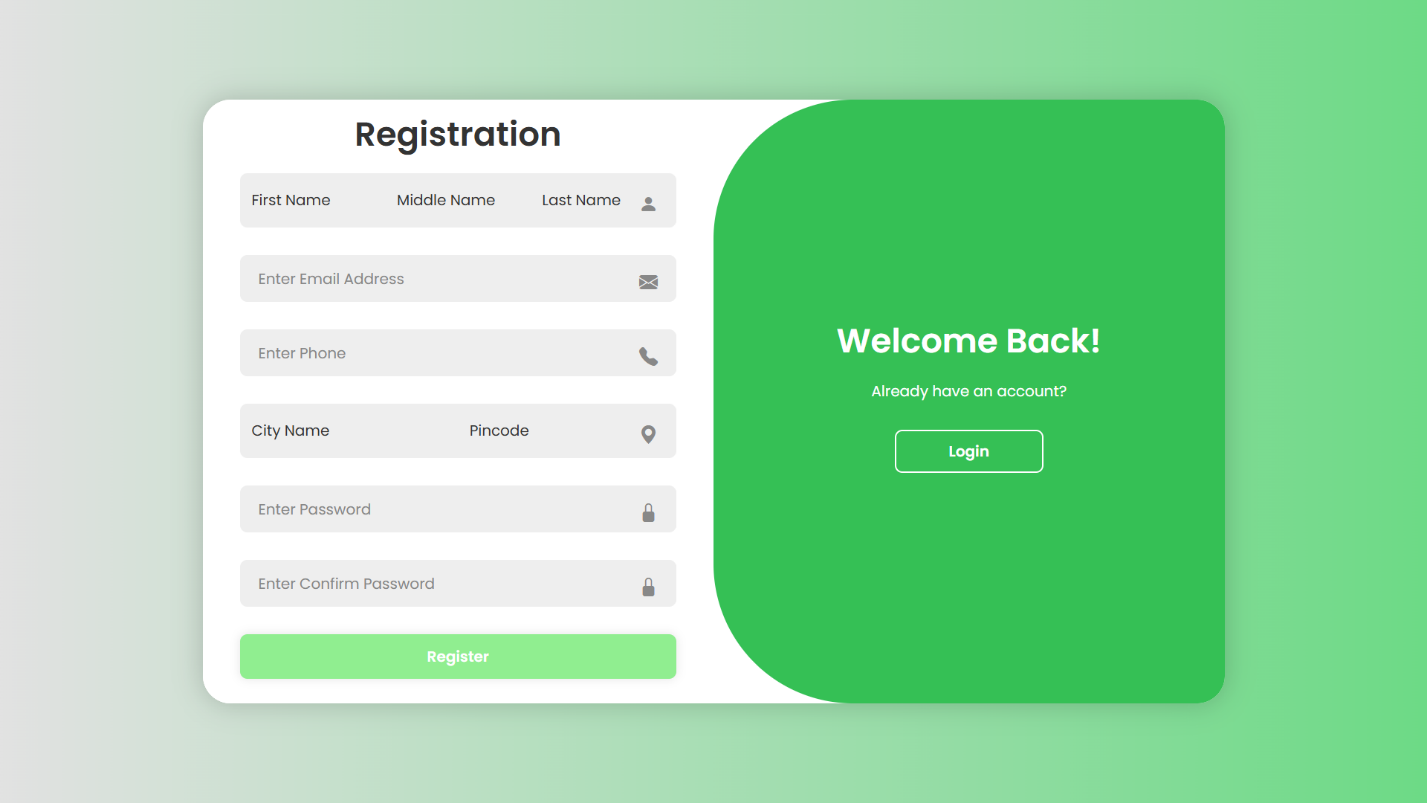 Registration
First Name Middle Name Last Name
Enter Email Address
Enter Phone
City Name Pincode
Enter Password
Enter Confirm Password
Register
Welcome Back!
Already have an account?
Login